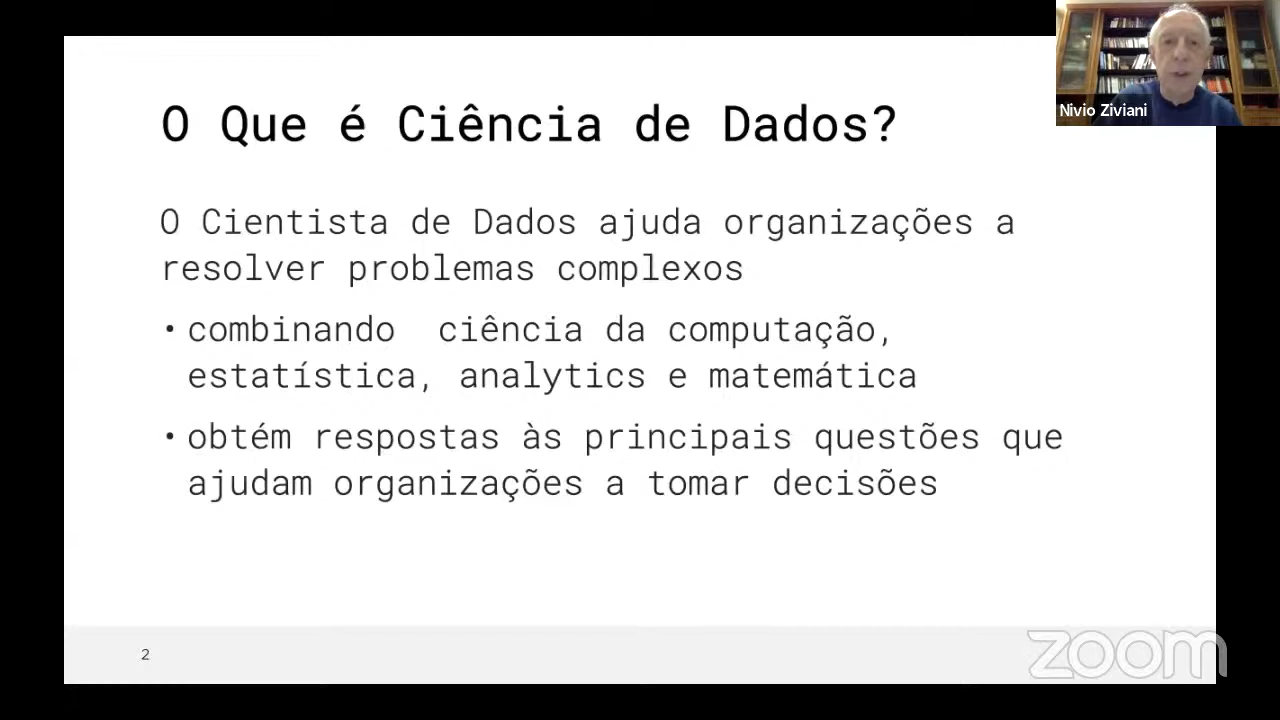 O Que é Ciência de Dados?
Nivio Ziviani
O Cientista de Dados ajuda organizações a
resolver problemas complexos
• combinando ciência da computação,
estatística, analytics e matemática
• obtém respostas às principais questões que
ajudam organizações a tomar decisões
2
zoom